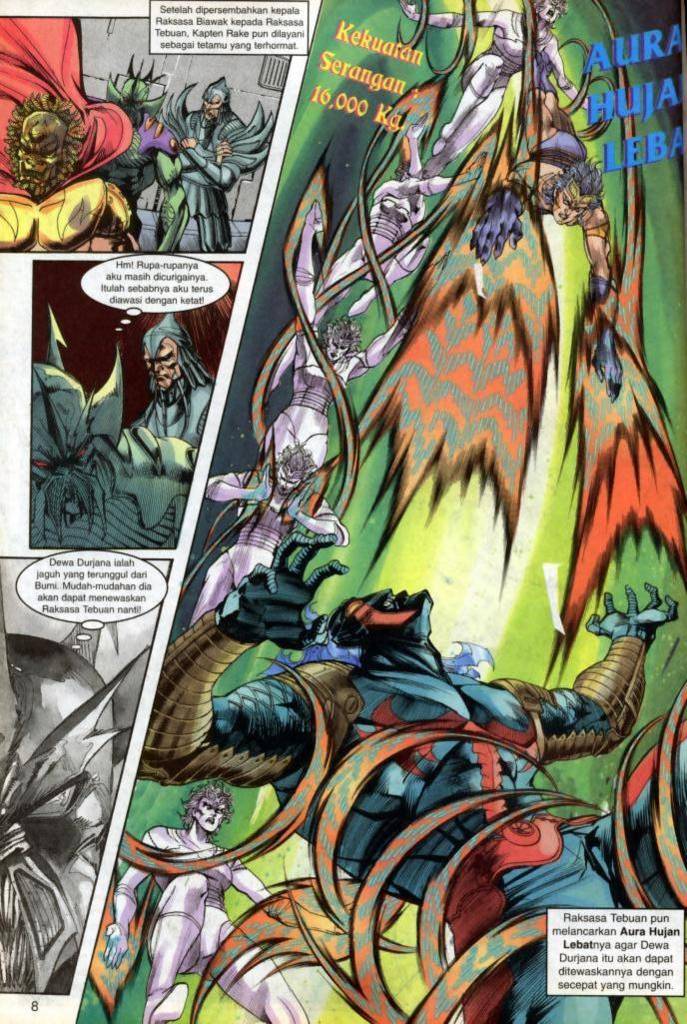 Setelah dipersembahkan kepala
Raksasa Biawak kepada Raksasa
Tebuan, Kapten Rake pun dilayani
sebagai tetamu yang terhormat.
Hm! Rupa-rupanya
aku masih dicurigainya.
Itulah sebabnya aku terus
diawasi dengan ketat!
Dewa Durjana ialah
jaguh yang terunggul dari
Bumi. Mudah-mudahan dia
akan dapat menewaskan
Raksasa Tebuan nanti!
Kekuatan
Serangan :
16,000 Kg.
AURA
HUJA
LEBA
Raksasa Tebuan pun
melancarkan Aura Hujan
Lebatnya agar Dewa
Durjana itu akan dapat
ditewaskannya dengan
secepat yang mungkin.
8